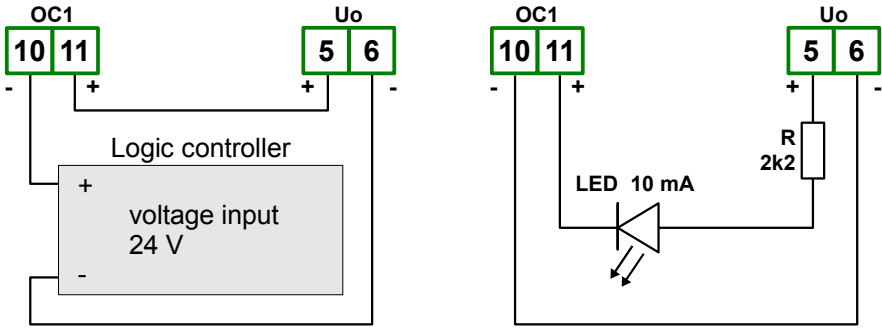 OC1
Uo
10 11
5 6
- +
+ -
Logic controller
+
voltage input
24 V
-
OC1
Uo
10 11
5 6
- +
+ -
R
2k2
LED 10 mA